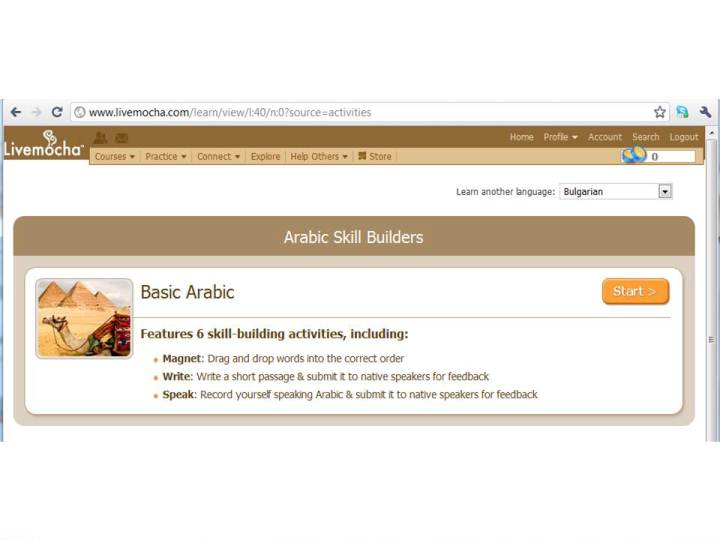 www.livemocha.com/learn/view/l:40/n:0?source=activities
Livemocha™
Home Profile Account Search Logout
Courses Practice Connect Explore Help Others Store
0
Learn another language: Bulgarian
Arabic Skill Builders
Basic Arabic
Start >
Features 6 skill-building activities, including:
Magnet: Drag and drop words into the correct order
Write: Write a short passage & submit it to native speakers for feedback
Speak: Record yourself speaking Arabic & submit it to native speakers for feedback